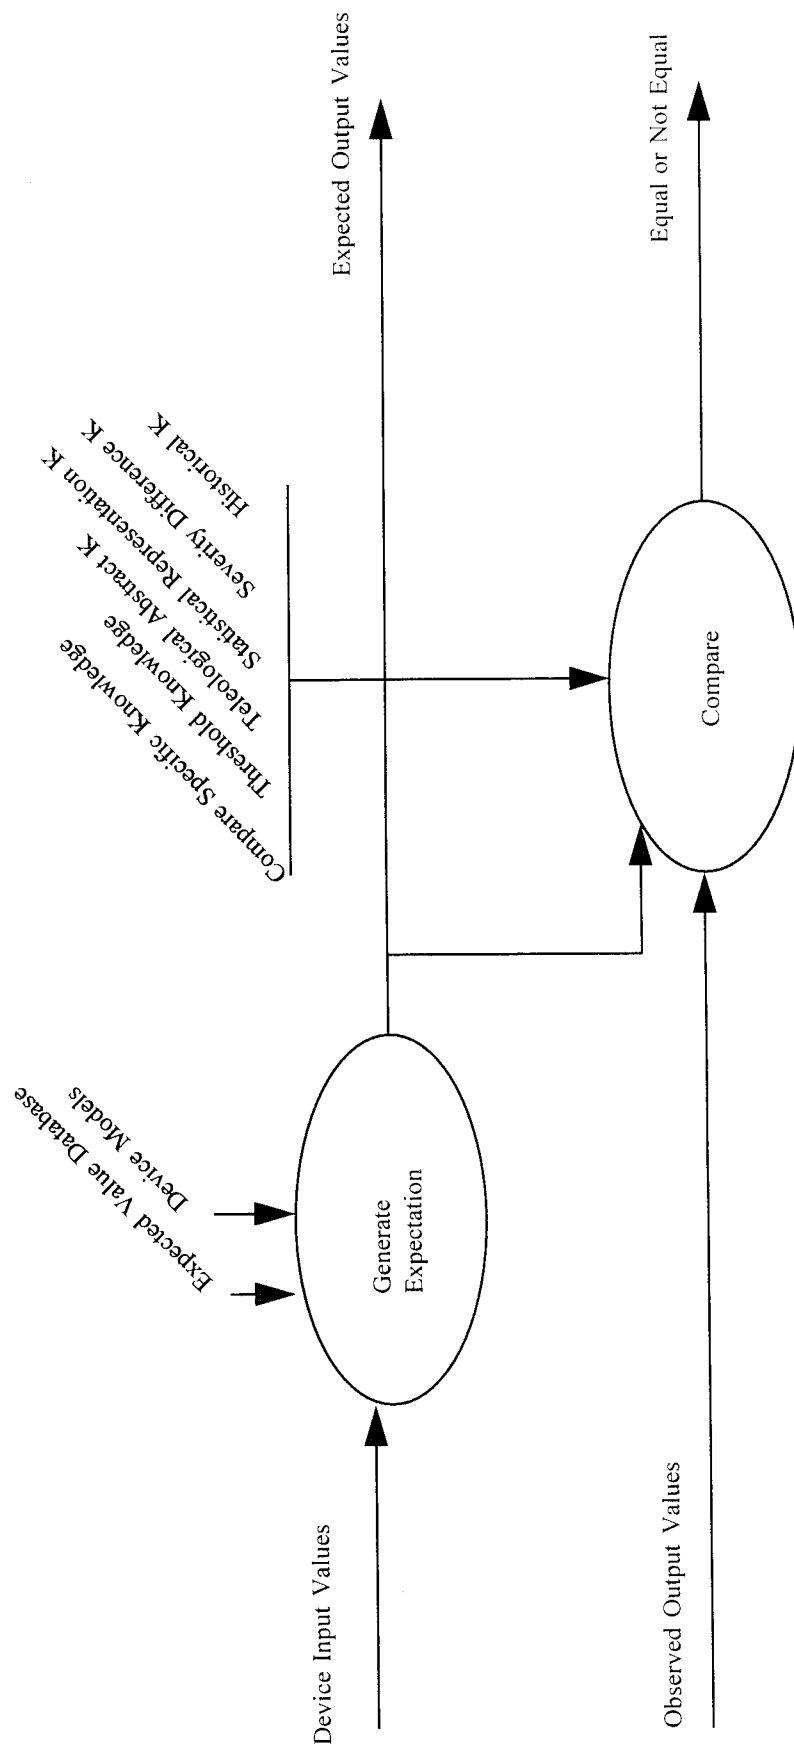 Expected Value Database
Device Models
Compare Specific Knowledge
Threshold Knowledge
Teleological Abstract K
Statistical Representation K
Severity Difference K
Historical K
Device Input Values
Generate
Expectation
Expected Output Values
Observed Output Values
Compare
Equal or Not Equal